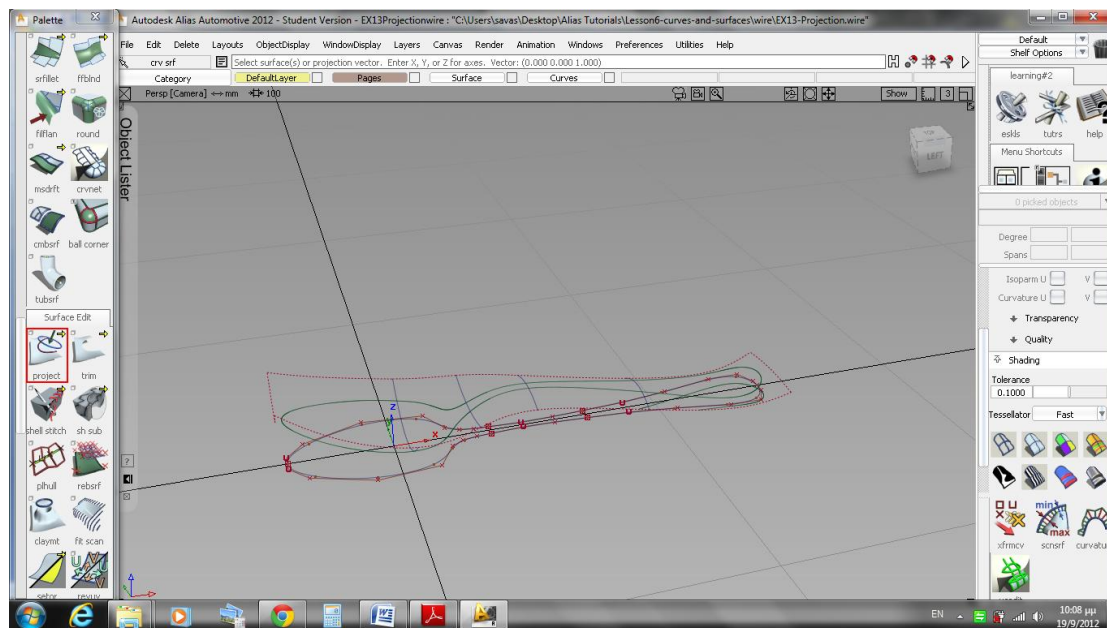 Palette
Autodesk Alias Automotive 2012 - Student Version - EX13Projectionwire : "C:\Users\savas\Desktop\Alias Tutorials\Lesson6-curves-and-surfaces\wire\EX13-Projection.wire"
File Edit Delete Layouts ObjectDisplay WindowDisplay Layers Canvas Render Animation Windows Preferences Utilities Help
crv srf Select surface(s) or projection vector. Enter X, Y, or Z for axes. Vector: (0.000 0.000 1.000)
Category DefaultLayer Pages Surface Curves
Persp [Camera] mm 100 Show 3
Object Lister
LEFT
Z
X
srfillet ffblnd
filflan round
msdrft crvnet
cmbsrf ball corner
tubsrf
Surface Edit
project trim
shell stitch sh sub
plhull rebsrf
claymt fit scan
setor revuv
Default
Shelf Options
learning#2
eskls tutrs help
Menu Shortcuts
0 picked objects
Degree
Spans
Isoparm U V
Curvature U V
Transparency
Quality
Shading
Tolerance
0.1000
Tessellator Fast
min
max
xfrmcv scnsrf curvatu
EN
10:08 μμ
19/9/2012